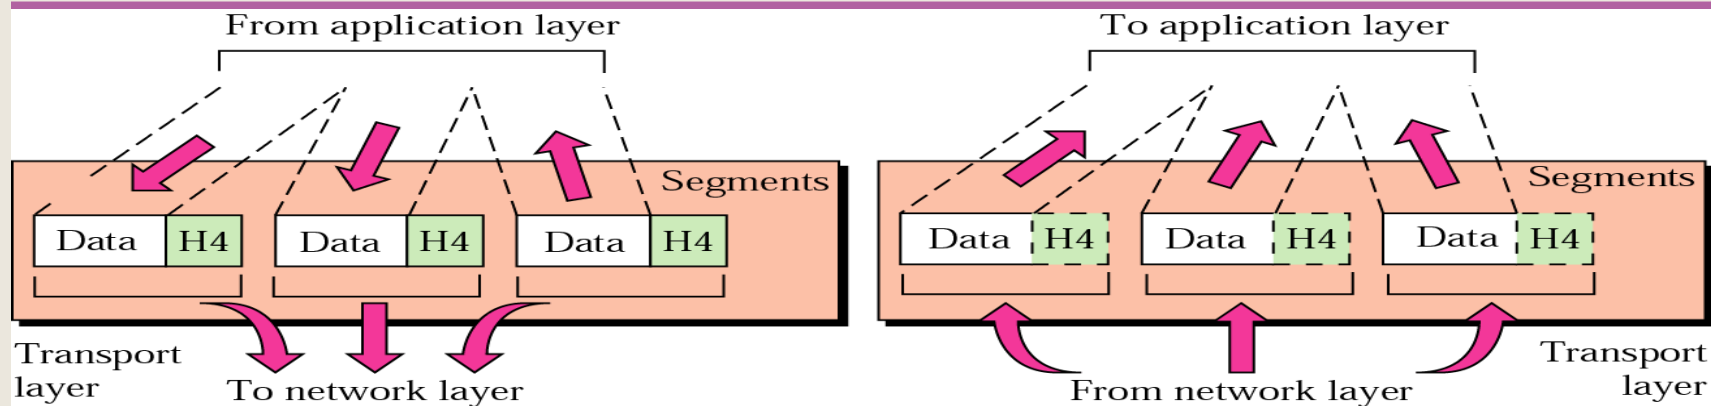 From application layer
Segments
Data H4 Data H4 Data H4
Transport
layer
To network layer
To application layer
Segments
Data H4 Data H4 Data H4
From network layer
Transport
layer